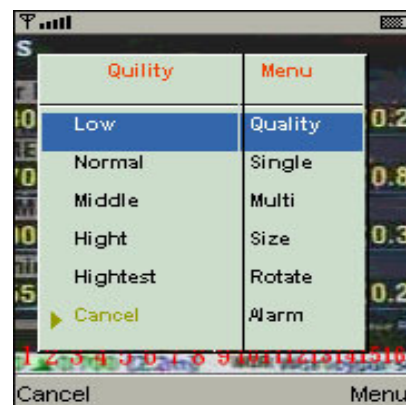 S
Quility Menu
Low Quality
Normal Single
Middle Multi
Hight Size
Hightest Rotate
Cancel Alarm
Cancel Menu